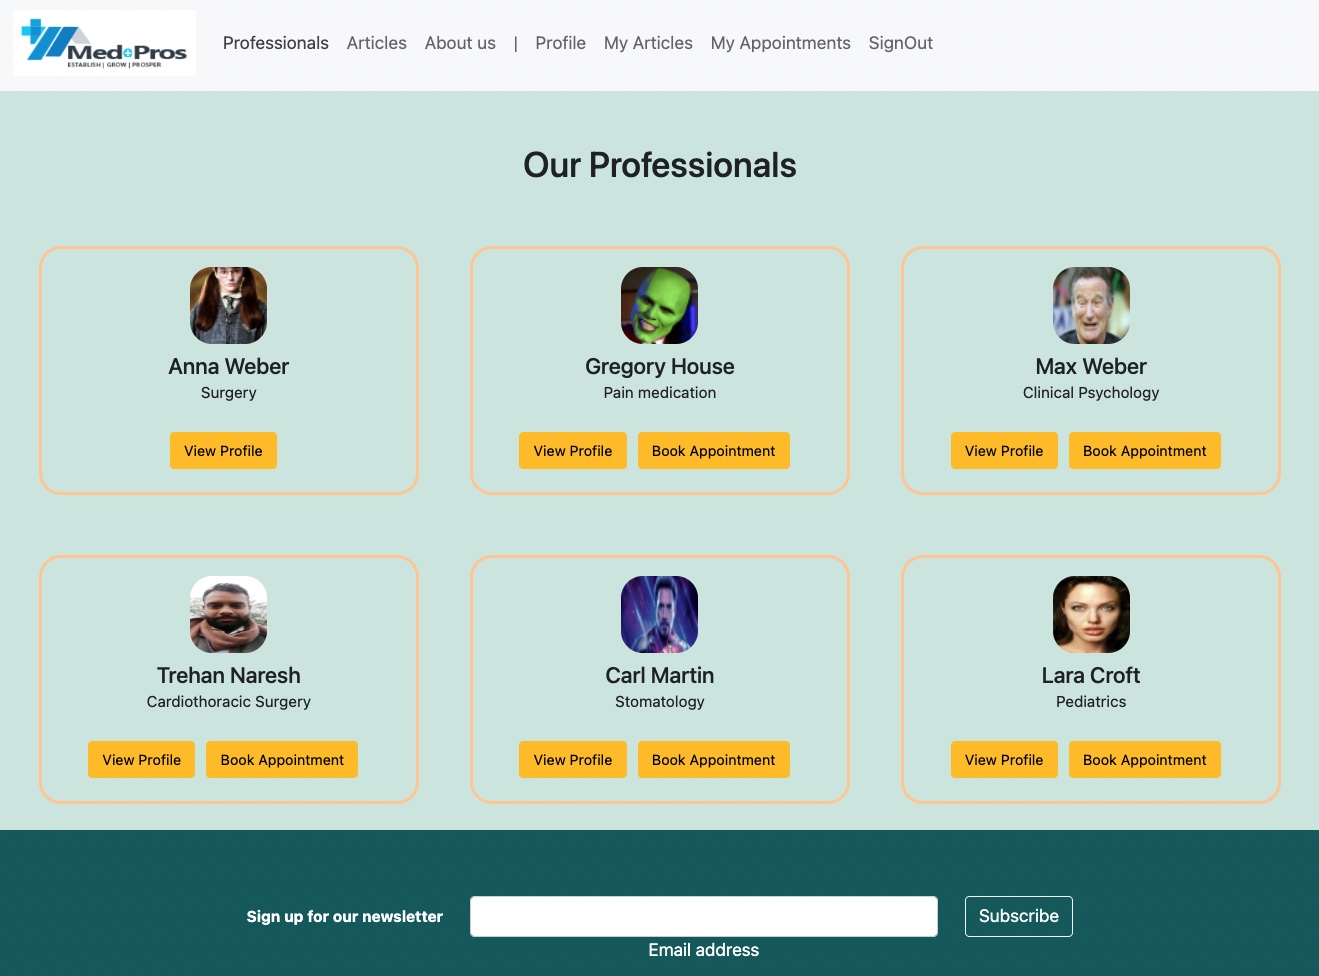 Med+Pros
ESTABLISH | GROW | PROSPER
Professionals Articles About us | Profile My Articles My Appointments SignOut
Our Professionals
Anna Weber
Surgery
View Profile
Gregory House
Pain medication
View Profile Book Appointment
Max Weber
Clinical Psychology
View Profile Book Appointment
Trehan Naresh
Cardiothoracic Surgery
View Profile Book Appointment
Carl Martin
Stomatology
View Profile Book Appointment
Lara Croft
Pediatrics
View Profile Book Appointment
Sign up for our newsletter
Email address
Subscribe